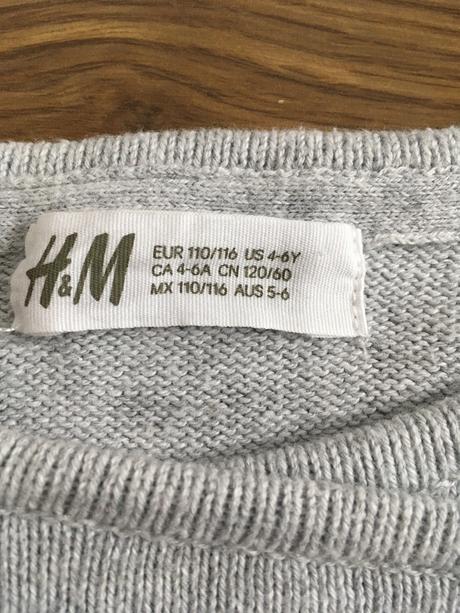 H&M
EUR 110/116 US 4-6Y
CA 4-6A CN 120/60
MX 110/116 AUS 5-6